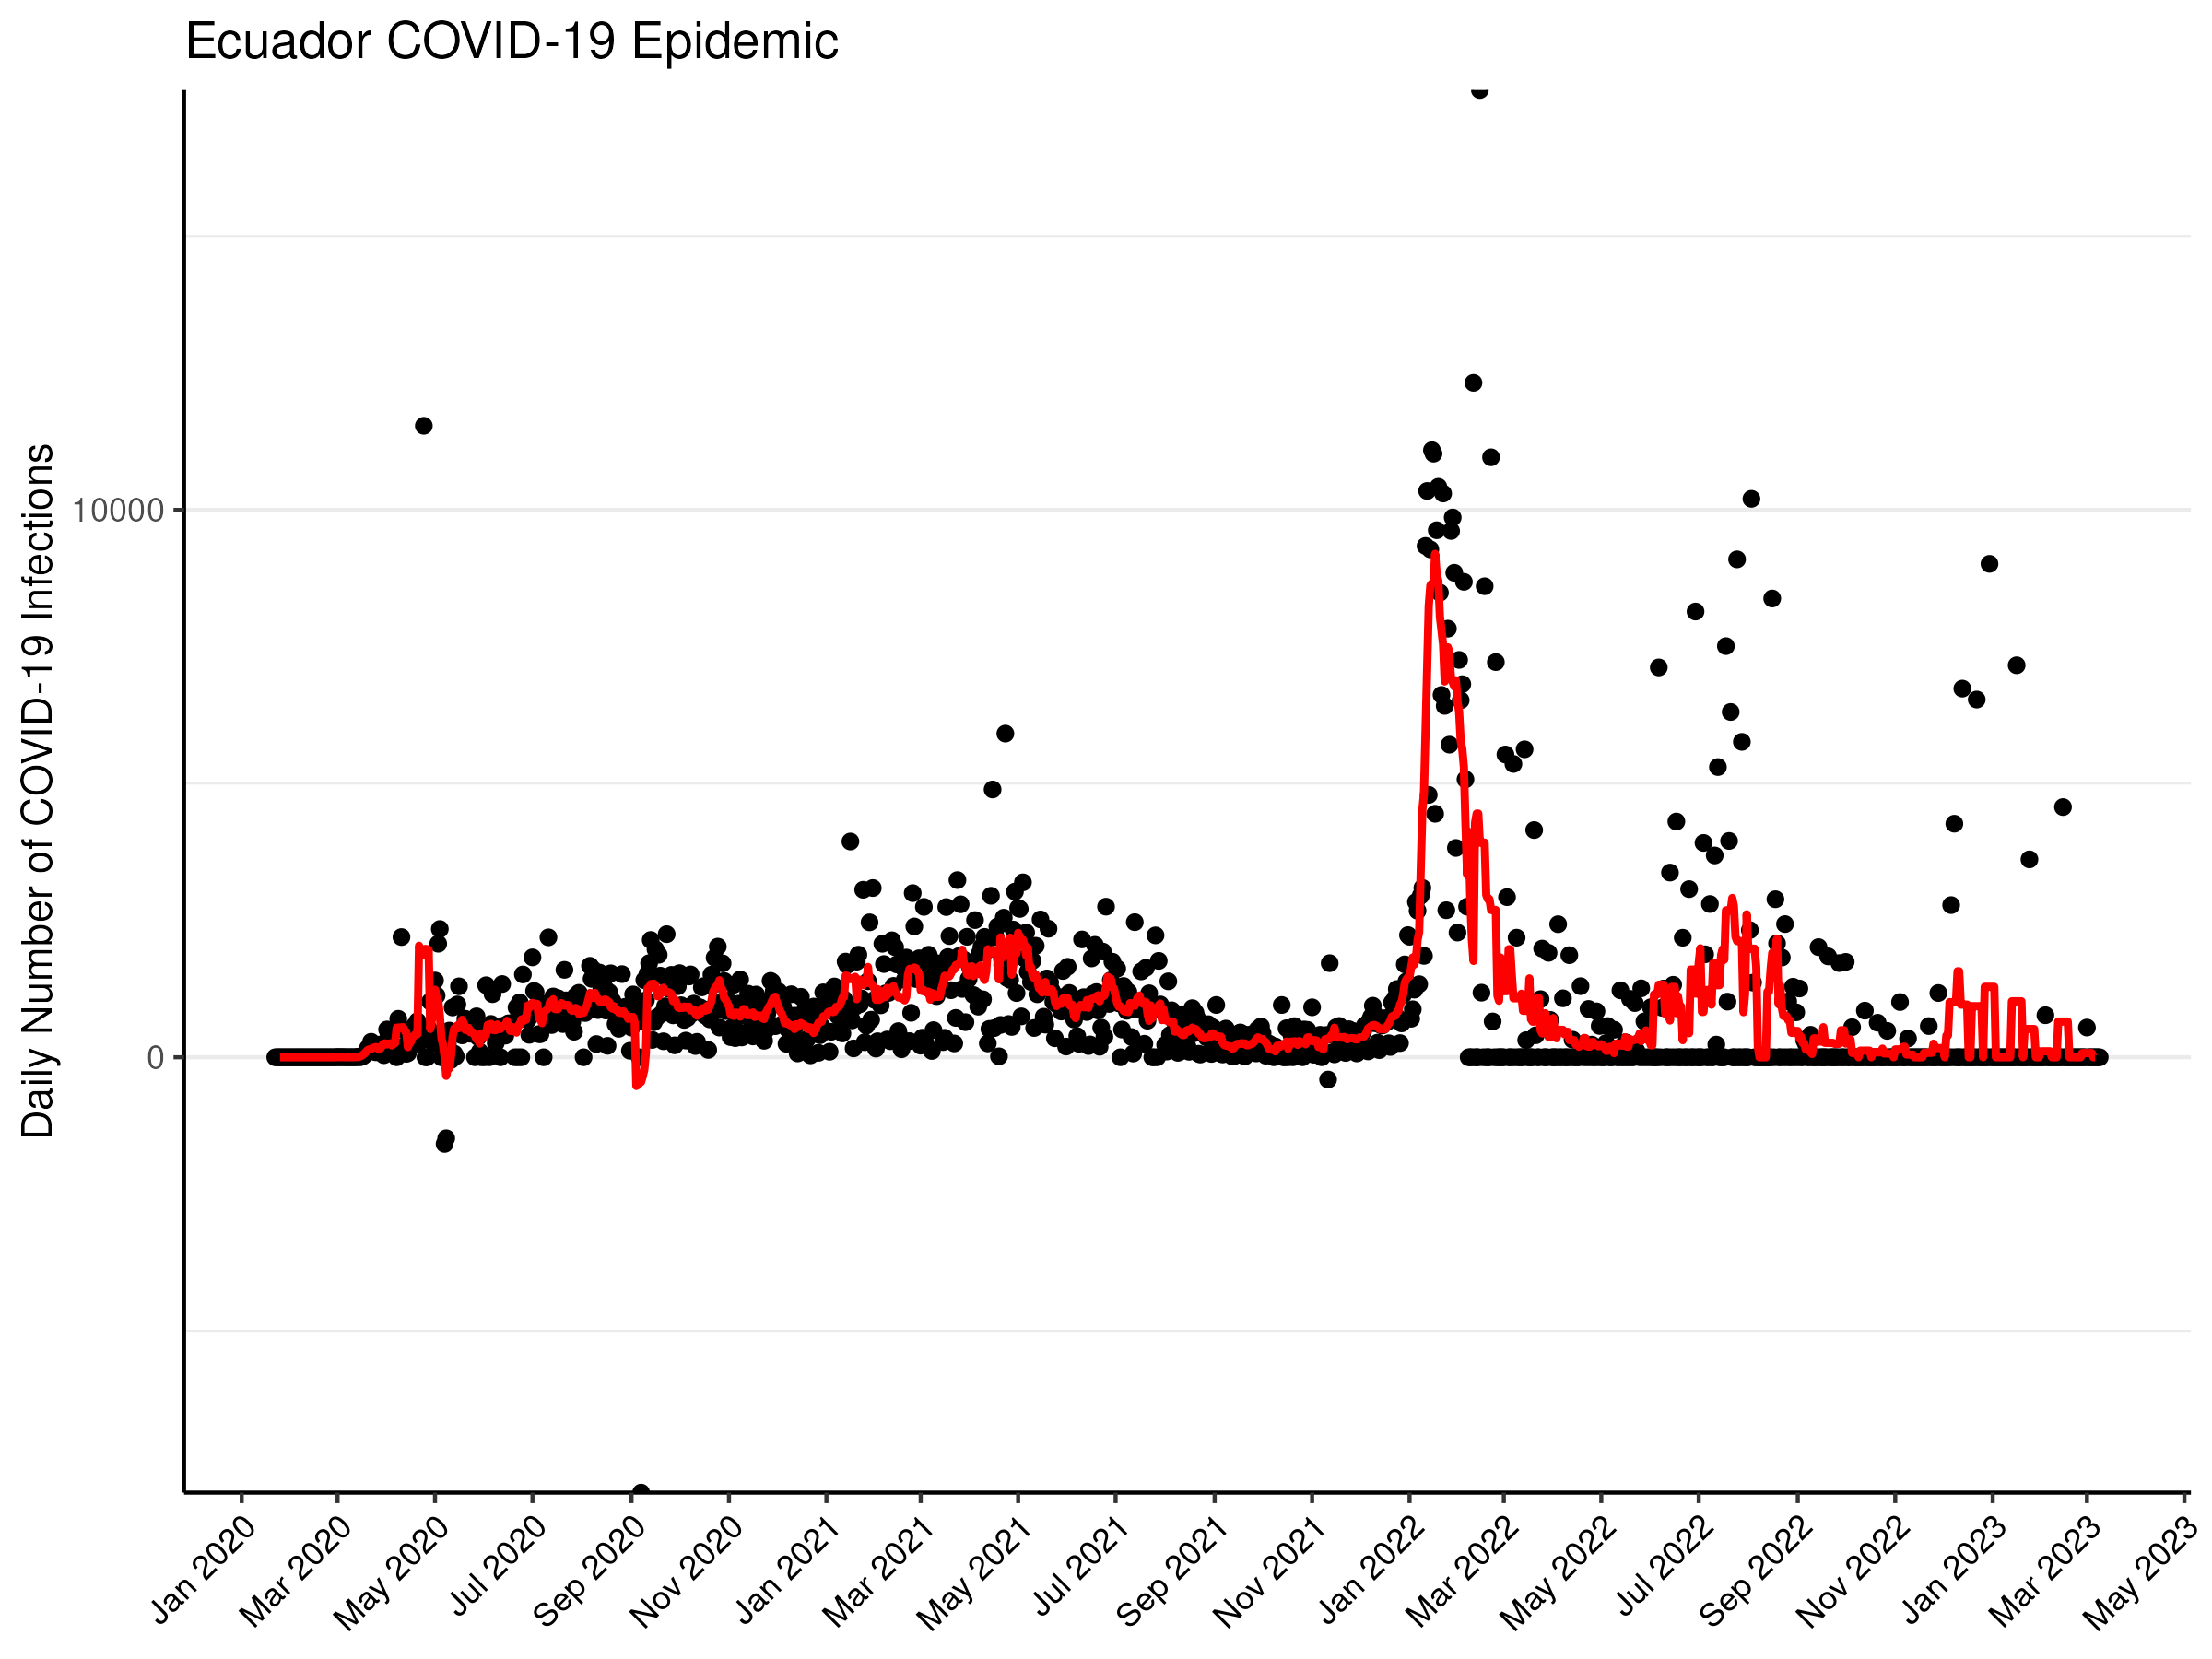 Ecuador COVID-19 Epidemic
Daily Number of COVID-19 Infections
10000
0
Jan 2020
Mar 2020
May 2020
Jul 2020
Sep 2020
Nov 2020
Jan 2021
Mar 2021
May 2021
Jul 2021
Sep 2021
Nov 2021
Jan 2022
Mar 2022
May 2022
Jul 2022
Sep 2022
Nov 2022
Jan 2023
Mar 2023
May 2023